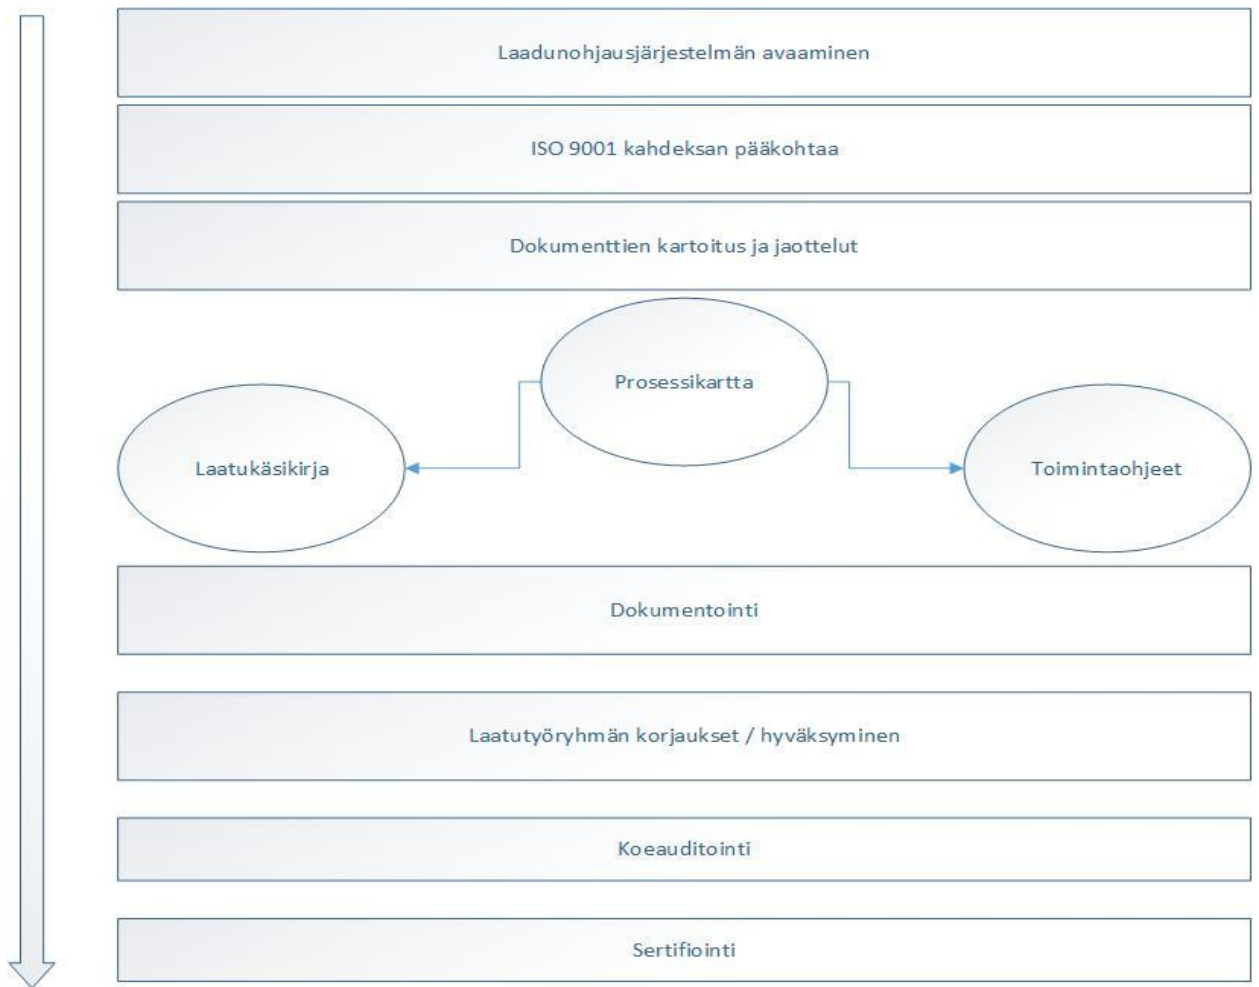 Laadunohjausjärjestelmän avaaminen
ISO 9001 kahdeksan pääkohtaa
Dokumenttien kartoitus ja jaottelut
Prosessikartta
Laatukäsikirja
Toimintaohjeet
Dokumentointi
Laatutyöryhmän korjaukset / hyväksyminen
Koeauditointi
Sertifiointi